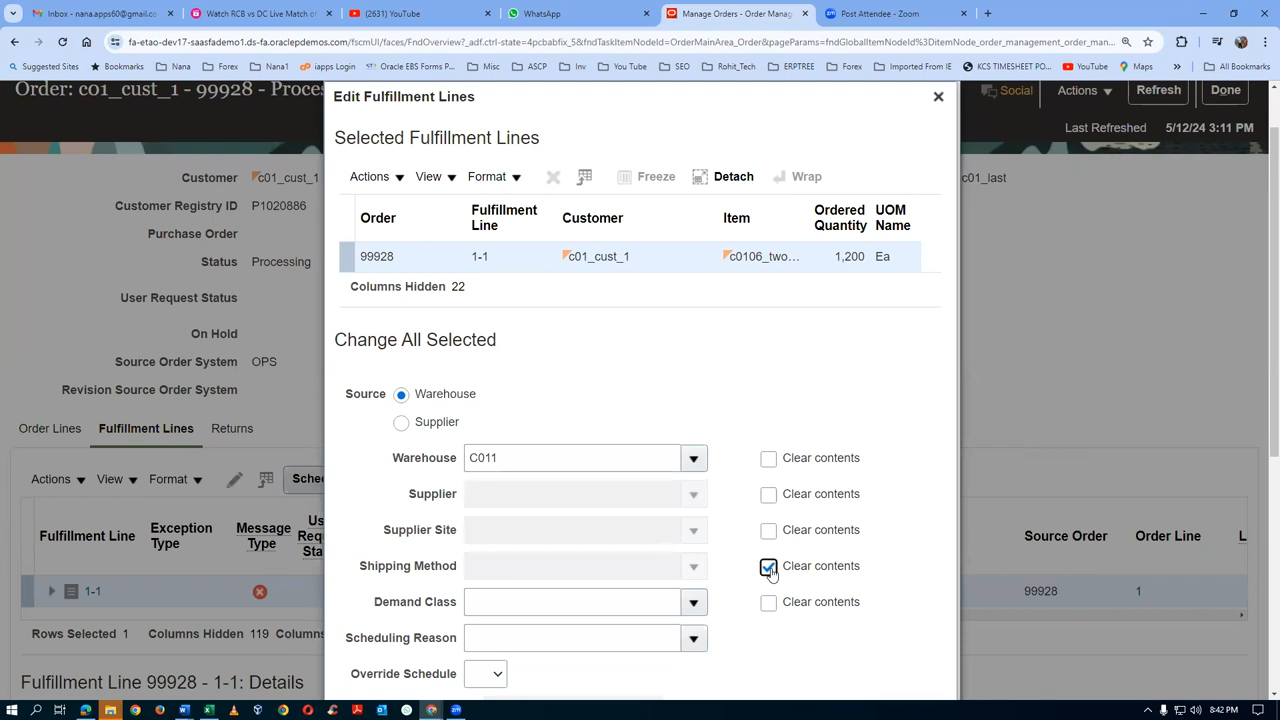 Inbox - nana.apps60@gmail.co
Watch RCB vs DC Live Match of
(2631) YouTube
WhatsApp
Manage Orders - Order Manag
Post Attendee - Zoom
fa-etao-dev17-saasfademo1.ds-fa.oraclepdemos.com/fscmUI/faces/FndOverview?_adf.ctrl-state=4pcbabfix_5&fndTaskItemNodeId=OrderMainArea_Order&pageParams=fndGlobalItemNodeId%3DitemNode_order_management_order_man...
Suggested Sites
Bookmarks
Nana
Forex
Nana1
iapps Login
Oracle EBS Forms P...
Misc
ASCP
Inv
You Tube
SEO
Rohit_Tech
ERPTREE
Forex
Imported From IE
KCS TIMESHEET PO...
YouTube
Maps
All Bookmarks
Order: c01_cust_1 - 99928 - Proces
Social
Actions
Refresh
Done
Last Refreshed 5/12/24 3:11 PM
Customer c01_cust_1
c01_last
Customer Registry ID P1020886
Purchase Order
Status Processing
User Request Status
On Hold
Source Order System OPS
Revision Source Order System
Order Lines
Fulfillment Lines
Returns
Actions View Format
Fulfillment Line
Exception
Type
Message
Type
Source Order
Order Line
1-1
99928
1
Rows Selected 1
Columns Hidden 119
Fulfillment Line 99928 - 1-1: Details
Edit Fulfillment Lines
Selected Fulfillment Lines
Actions View Format Freeze Detach Wrap
Order
Fulfillment
Line
Customer
Item
Ordered
Quantity
UOM
Name
99928 1-1 c01_cust_1 c0106_two... 1,200 Ea
Columns Hidden 22
Change All Selected
Source Warehouse
Supplier
Warehouse C011 Clear contents
Supplier Clear contents
Supplier Site Clear contents
Shipping Method Clear contents
Demand Class Clear contents
Scheduling Reason
Override Schedule
8:42 PM